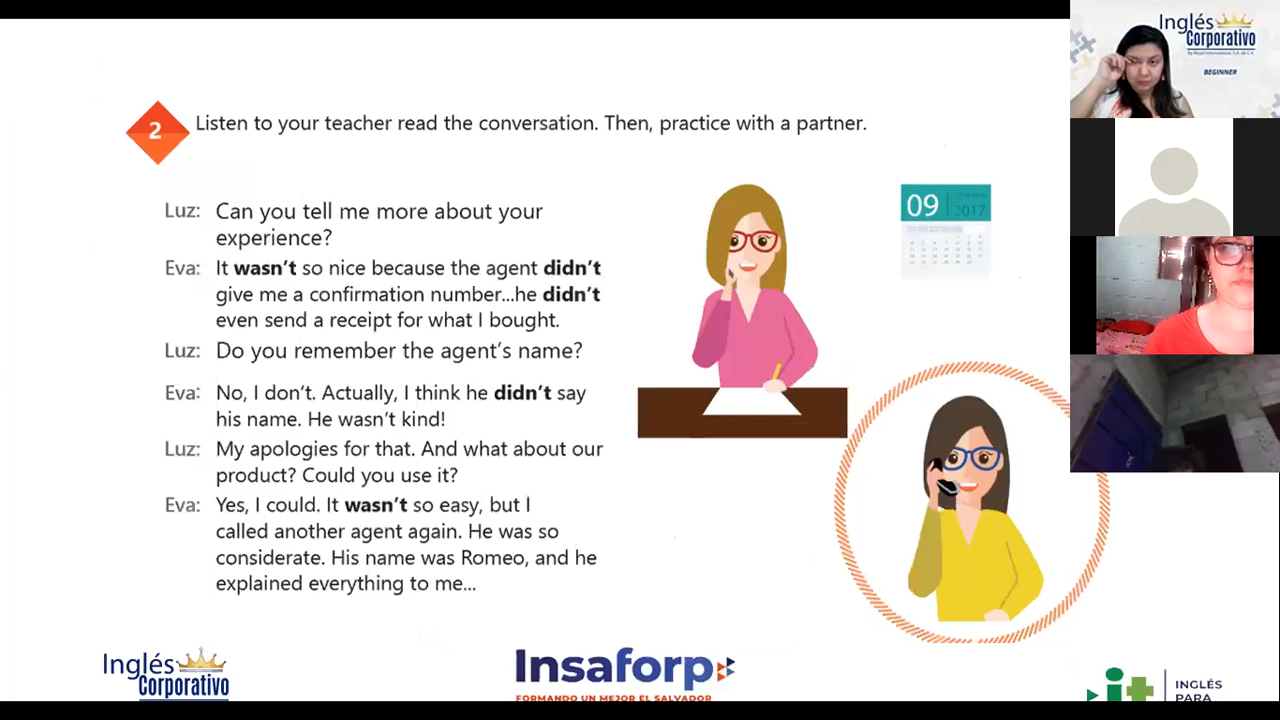 2
Listen to your teacher read the conversation. Then, practice with a partner.
Luz: Can you tell me more about your
experience?
Eva: It wasn't so nice because the agent didn't
give me a confirmation number...he didn't
even send a receipt for what I bought.
Luz: Do you remember the agent's name?
Eva: No, I don't. Actually, I think he didn't say
his name. He wasn't kind!
Luz: My apologies for that. And what about our
product? Could you use it?
Eva: Yes, I could. It wasn't so easy, but I
called another agent again. He was so
considerate. His name was Romeo, and he
explained everything to me...
09
2017
Inglés
Corporativo
BEGINNER
Inglés
Corporativo
Insaforp
FORMANDO UN MEJOR EL SALVADOR
i+
INGLÉS
PARA